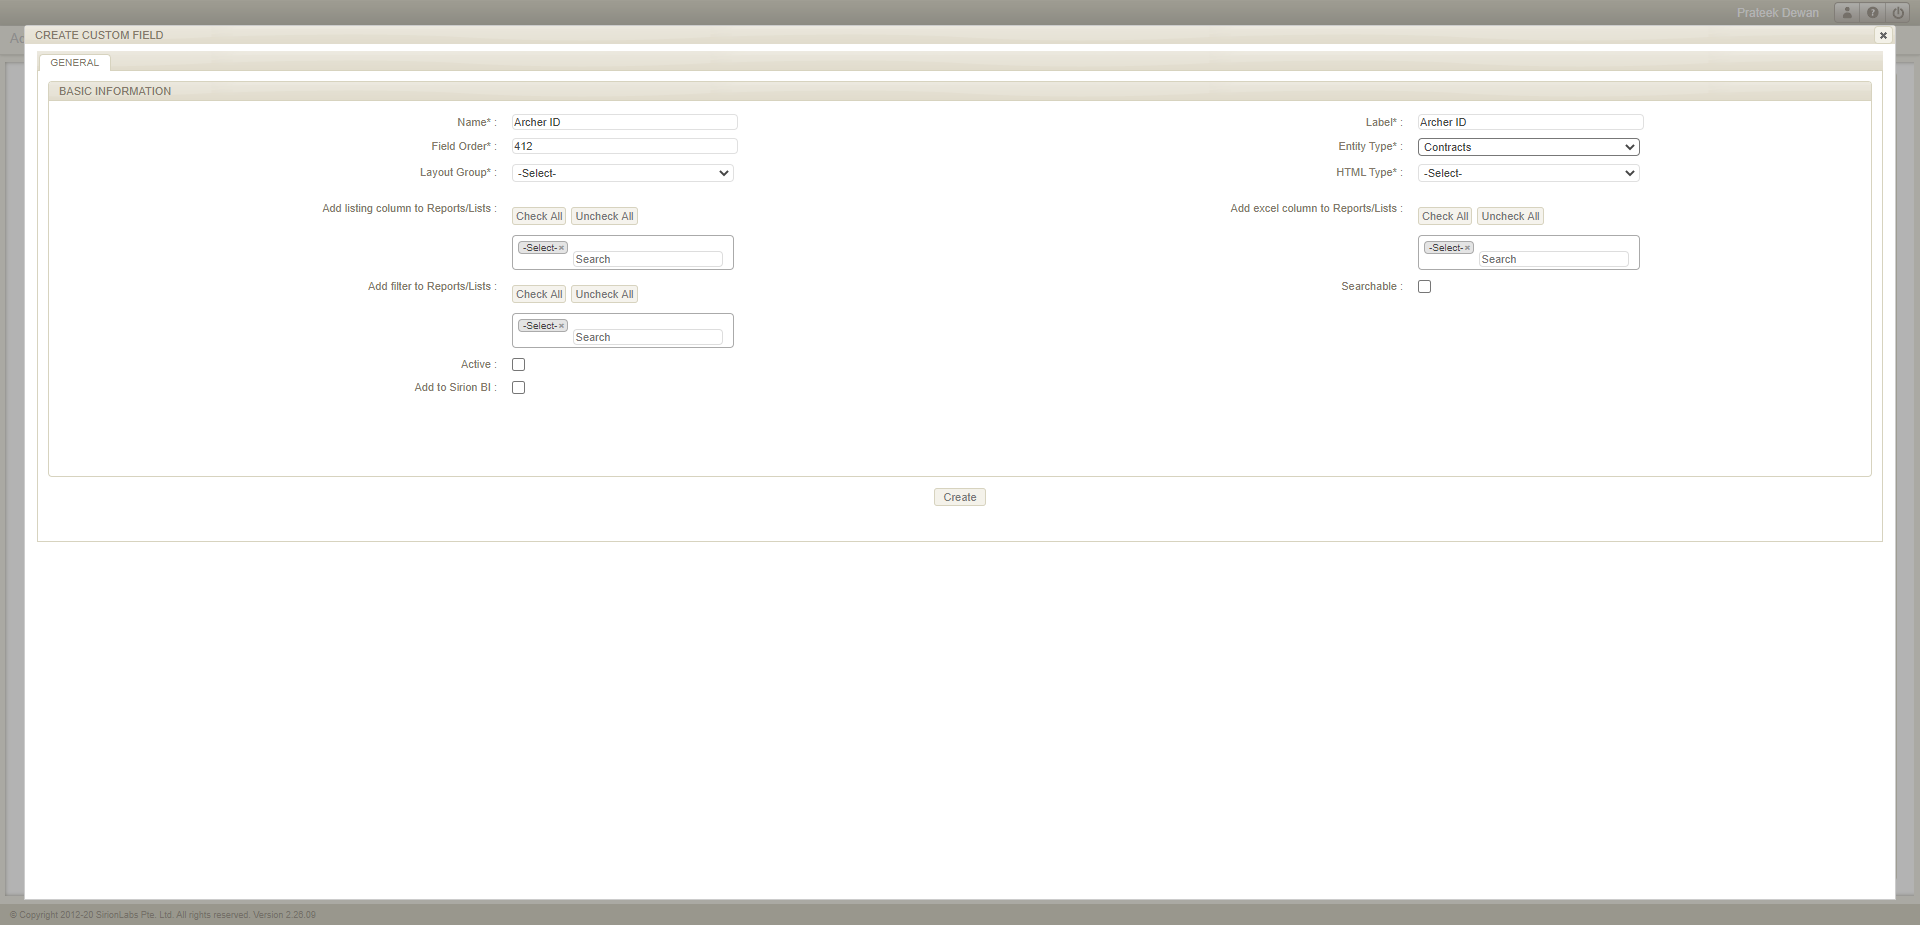 Prateek Dewan
CREATE CUSTOM FIELD
GENERAL
BASIC INFORMATION
Name* : Archer ID
Label* : Archer ID
Field Order* : 412
Entity Type* : Contracts
Layout Group* : -Select-
HTML Type* : -Select-
Add listing column to Reports/Lists : Check All Uncheck All
-Select-
Search
Add excel column to Reports/Lists : Check All Uncheck All
-Select-
Search
Add filter to Reports/Lists : Check All Uncheck All
-Select-
Search
Searchable :
Active :
Add to Sirion BI :
Create
© Copyright 2012-20 SirionLabs Pte. Ltd. All rights reserved. Version 2.26.09